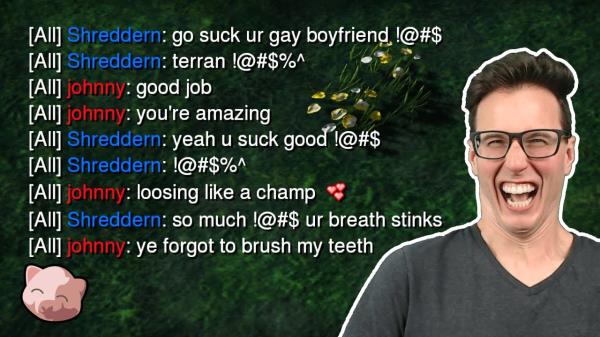 [All] Shreddern: go suck ur gay boyfriend !@#$
[All] Shreddern: terran !@#$%^
[All] johnny: good job
[All] johnny: you're amazing
[All] Shreddern: yeah u suck good !@#$
[All] Shreddern: !@#$%^
[All] johnny: loosing like a champ 💕
[All] Shreddern: so much !@#$ ur breath stinks
[All] johnny: ye forgot to brush my teeth